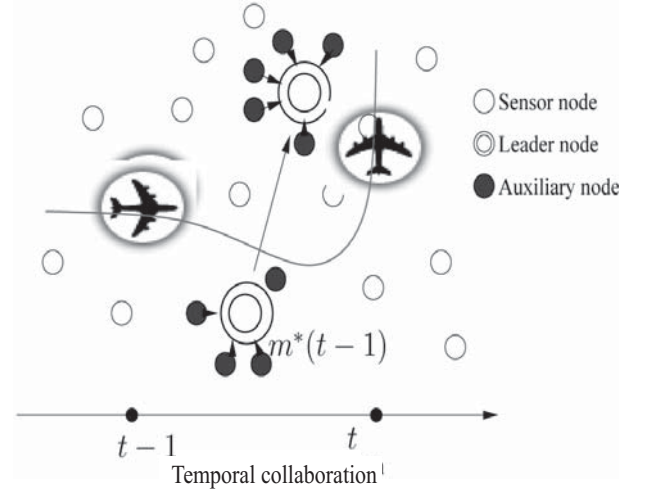 Sensor node
Leader node
Auxiliary node
m*(t − 1)
t − 1
t
Temporal collaboration